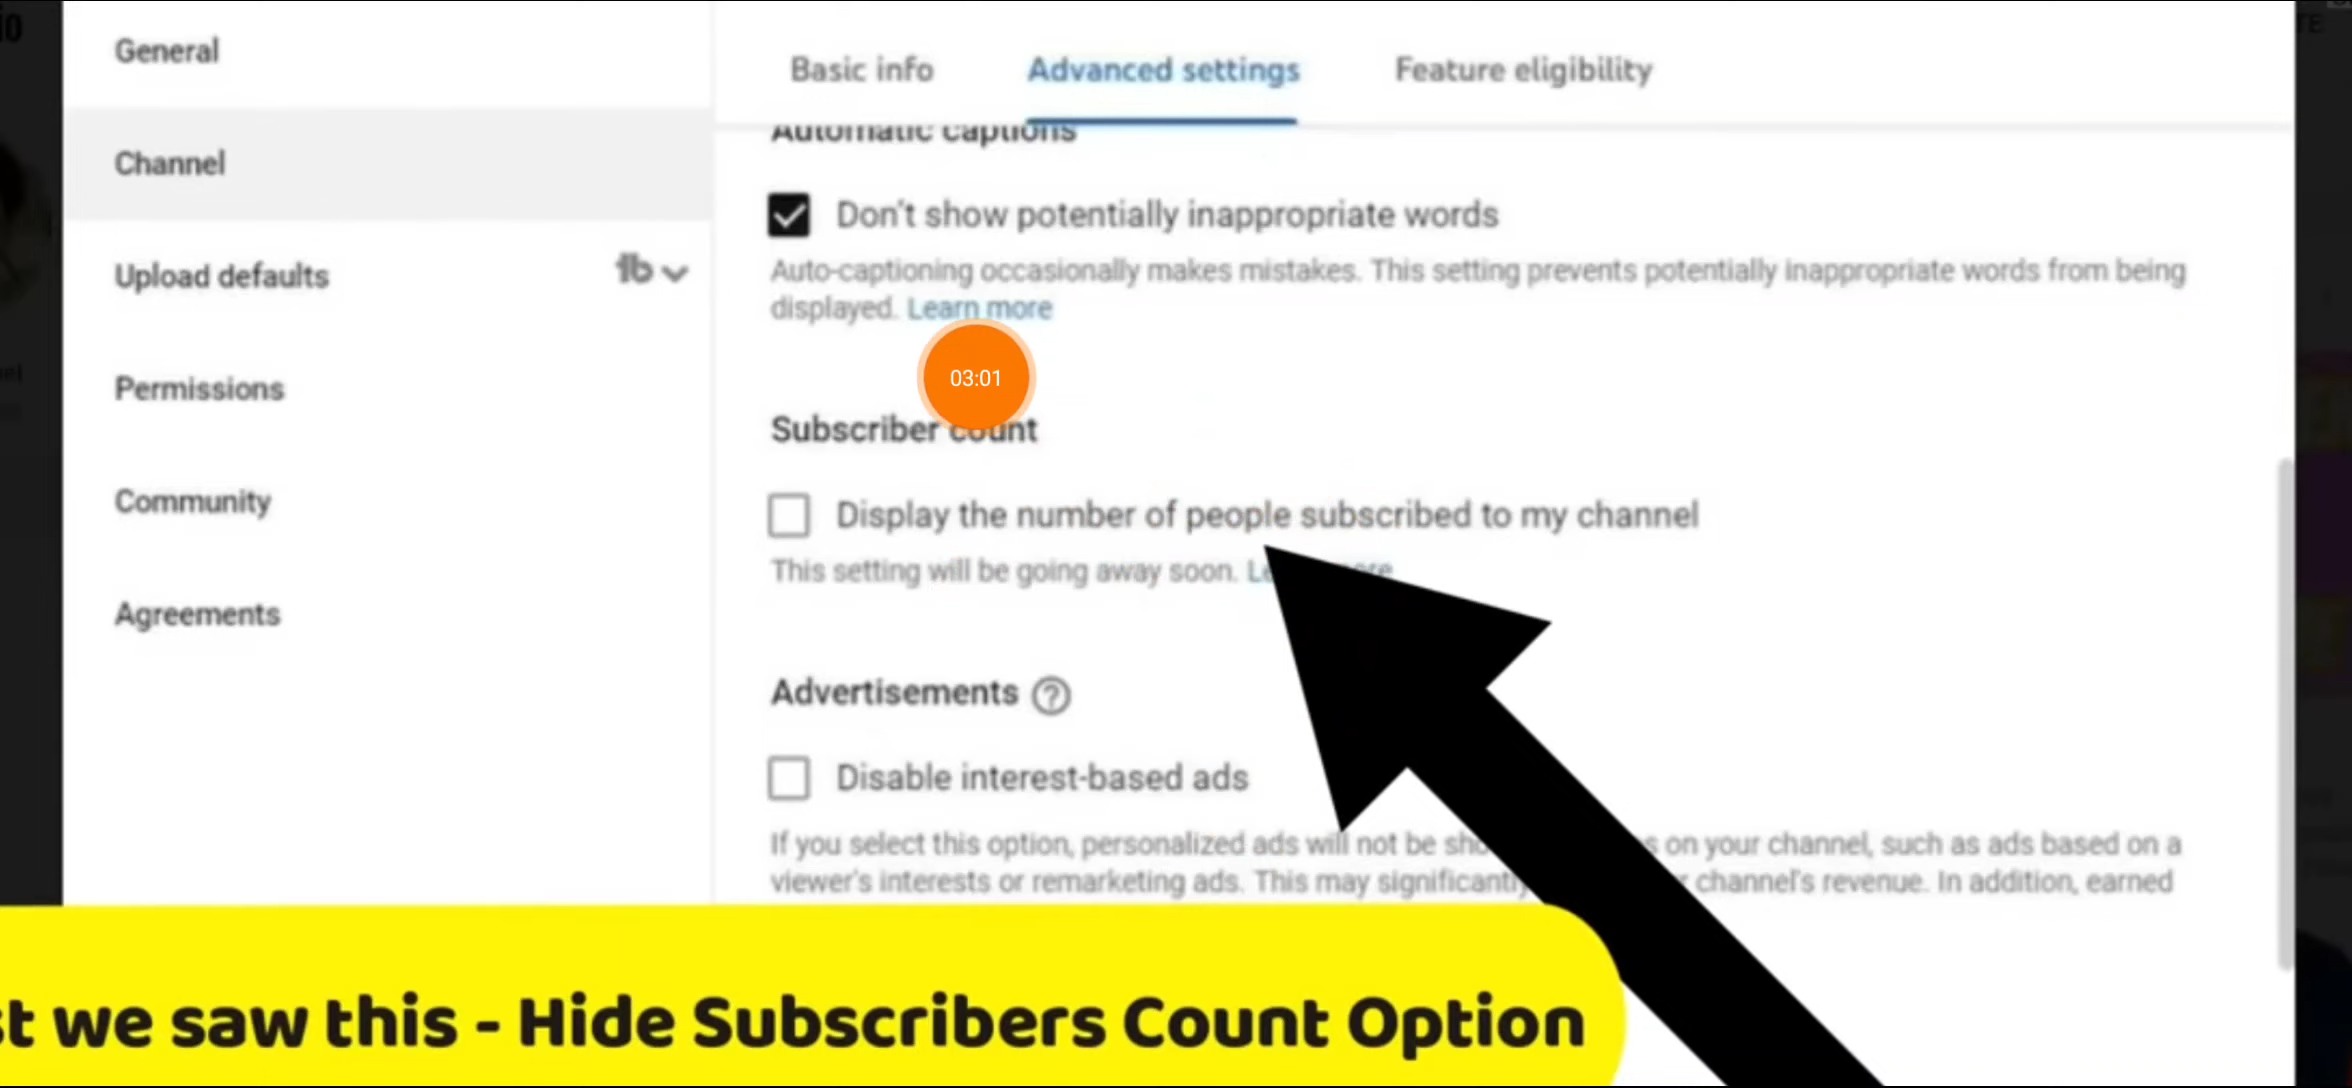 General
Channel
Upload defaults
Permissions
Community
Agreements
Basic info
Advanced settings
Feature eligibility
Automatic captions
Don't show potentially inappropriate words
Auto-captioning occasionally makes mistakes. This setting prevents potentially inappropriate words from being
displayed. Learn more
03:01
Subscriber count
Display the number of people subscribed to my channel
This setting will be going away soon.
Advertisements
Disable interest-based ads
If you select this option, personalized ads will not be on your channel, such as ads based on a
viewer's interests or remarketing ads. This may significantly channel's revenue. In addition, earned
we saw this - Hide Subscribers Count Option